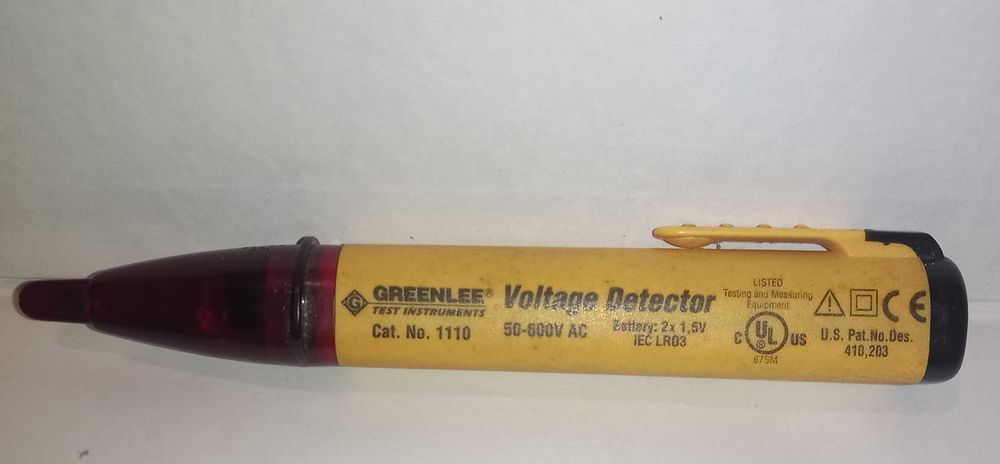 GREENLEE®
TEST INSTRUMENTS
Cat. No. 1110
Voltage Detector
50-600V AC
Battery: 2x 1,5V
IEC LR03
LISTED
Testing and Measuring
Equipment
C UL® US
CE
U.S. Pat.No.Des.
410,203